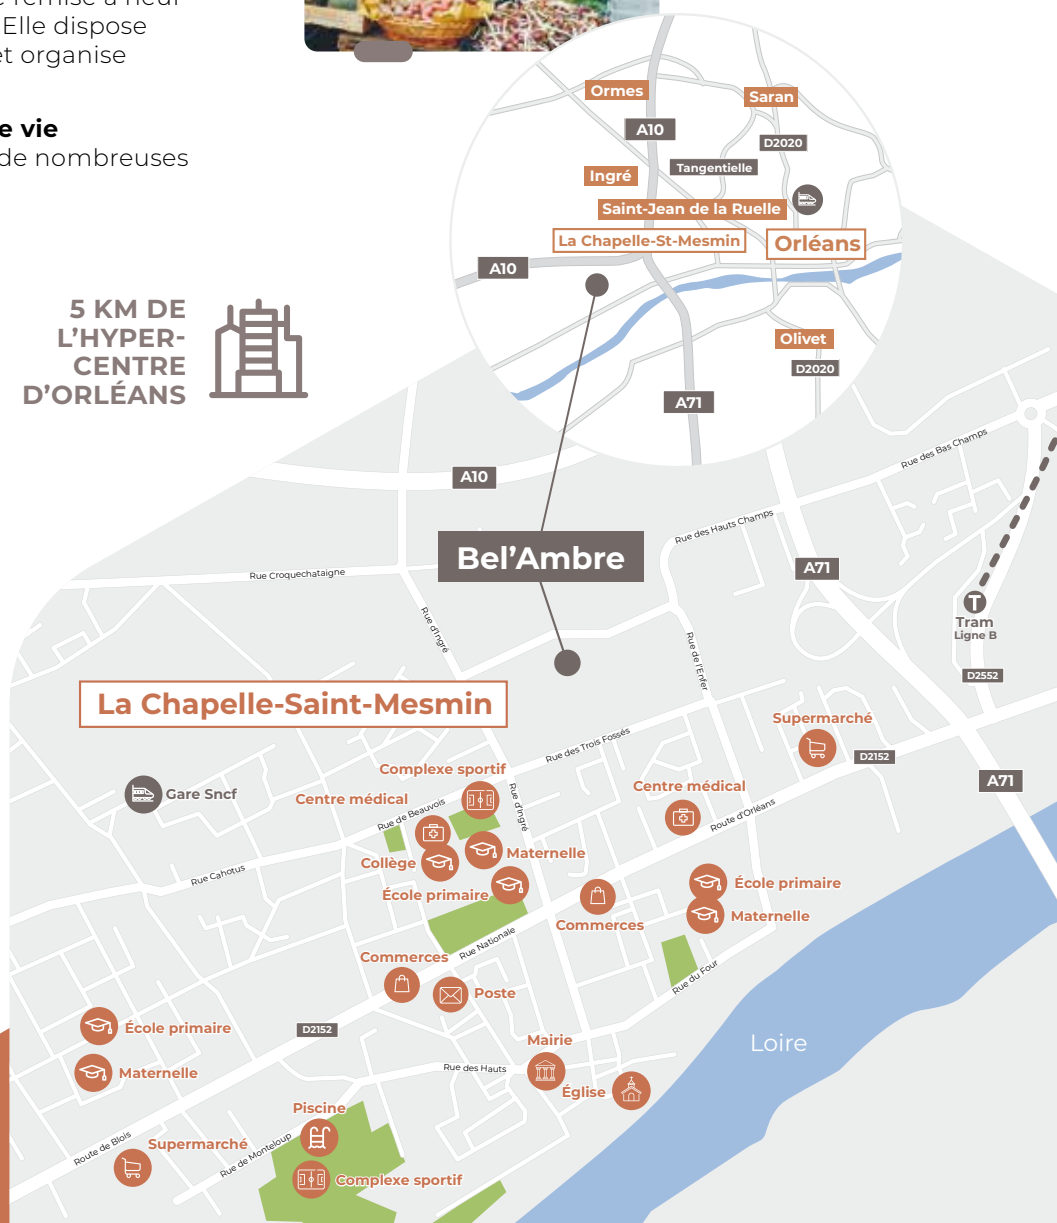 remise à neuf
Elle dispose
et organise
e vie
de nombreuses
Ormes
Saran
A10
D2020
Tangentielle
Ingré
Saint-Jean de la Ruelle
La Chapelle-St-Mesmin
Orléans
A10
Olivet
D2020
A71
5 KM DE
L'HYPER-
CENTRE
D'ORLÉANS
A10
Rue des Bas Champs
Rue des Hauts Champs
Bel'Ambre
A71
Rue Croquechataigne
T
Tram
Ligne B
Rue d'Ingré
Rue de l'Enfer
D2552
La Chapelle-Saint-Mesmin
Supermarché
Rue des Trois Fossés
D2152
Complexe sportif
A71
Gare Sncf
Centre médical
Centre médical
Rue de Beauvois
Rue d'Ingré
Route d'Orléans
Collège
Maternelle
Rue Cahotus
École primaire
École primaire
Maternelle
Commerces
Rue Nationale
Commerces
Rue du Four
Poste
École primaire
D2152
Mairie
Loire
Maternelle
Rue des Hauts
Église
Piscine
Route de Blois
Supermarché
Rue de Monteloup
Complexe sportif